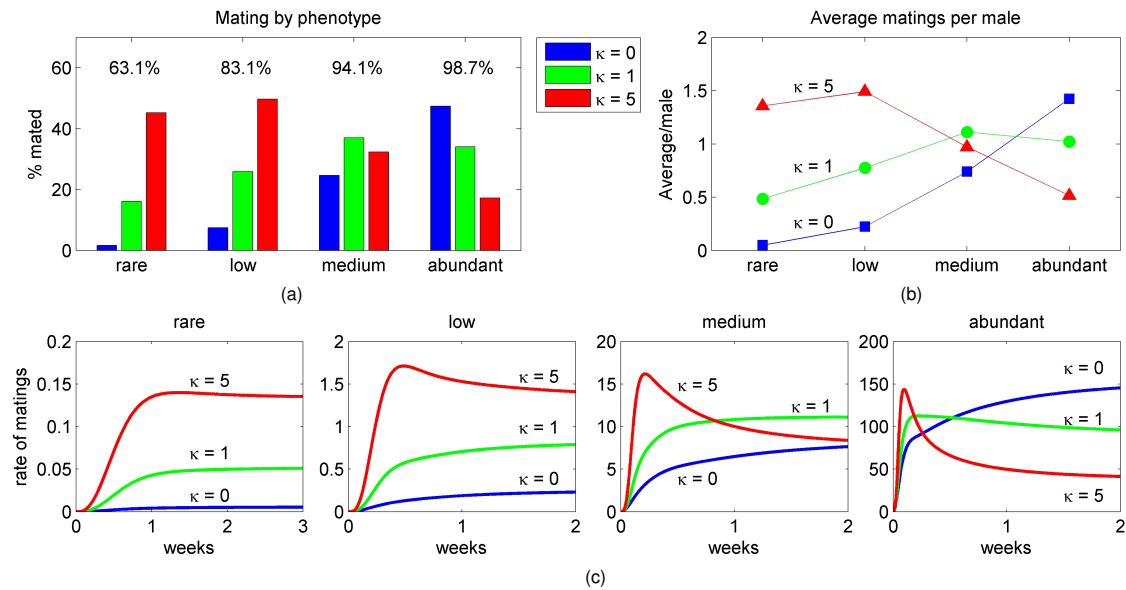 Mating by phenotype
% mated
60
40
20
0
63.1% 83.1% 94.1% 98.7%
rare low medium abundant
(a)
κ = 0
κ = 1
κ = 5
Average matings per male
Average/male
2
1.5
1
0.5
0
κ = 5
κ = 1
κ = 0
rare low medium abundant
(b)
rare
rate of matings
0.2
0.15
0.1
0.05
0
κ = 5
κ = 1
κ = 0
0 1 2 3
weeks
low
2
1.5
1
0.5
0
κ = 5
κ = 1
κ = 0
0 1 2
weeks
medium
20
15
10
5
0
κ = 5
κ = 1
κ = 0
0 1 2
weeks
abundant
200
150
100
50
0
κ = 0
κ = 1
κ = 5
0 1 2
weeks
(c)